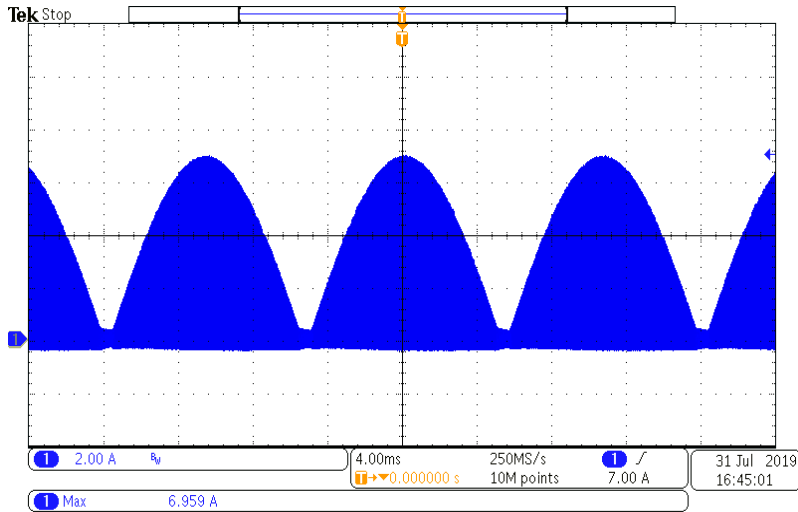 Tek Stop
T
T
1
1 2.00 A BW
4.00ms 250MS/s 1
T→▼0.000000 s 10M points 7.00 A
31 Jul 2019
16:45:01
1 Max 6.959 A